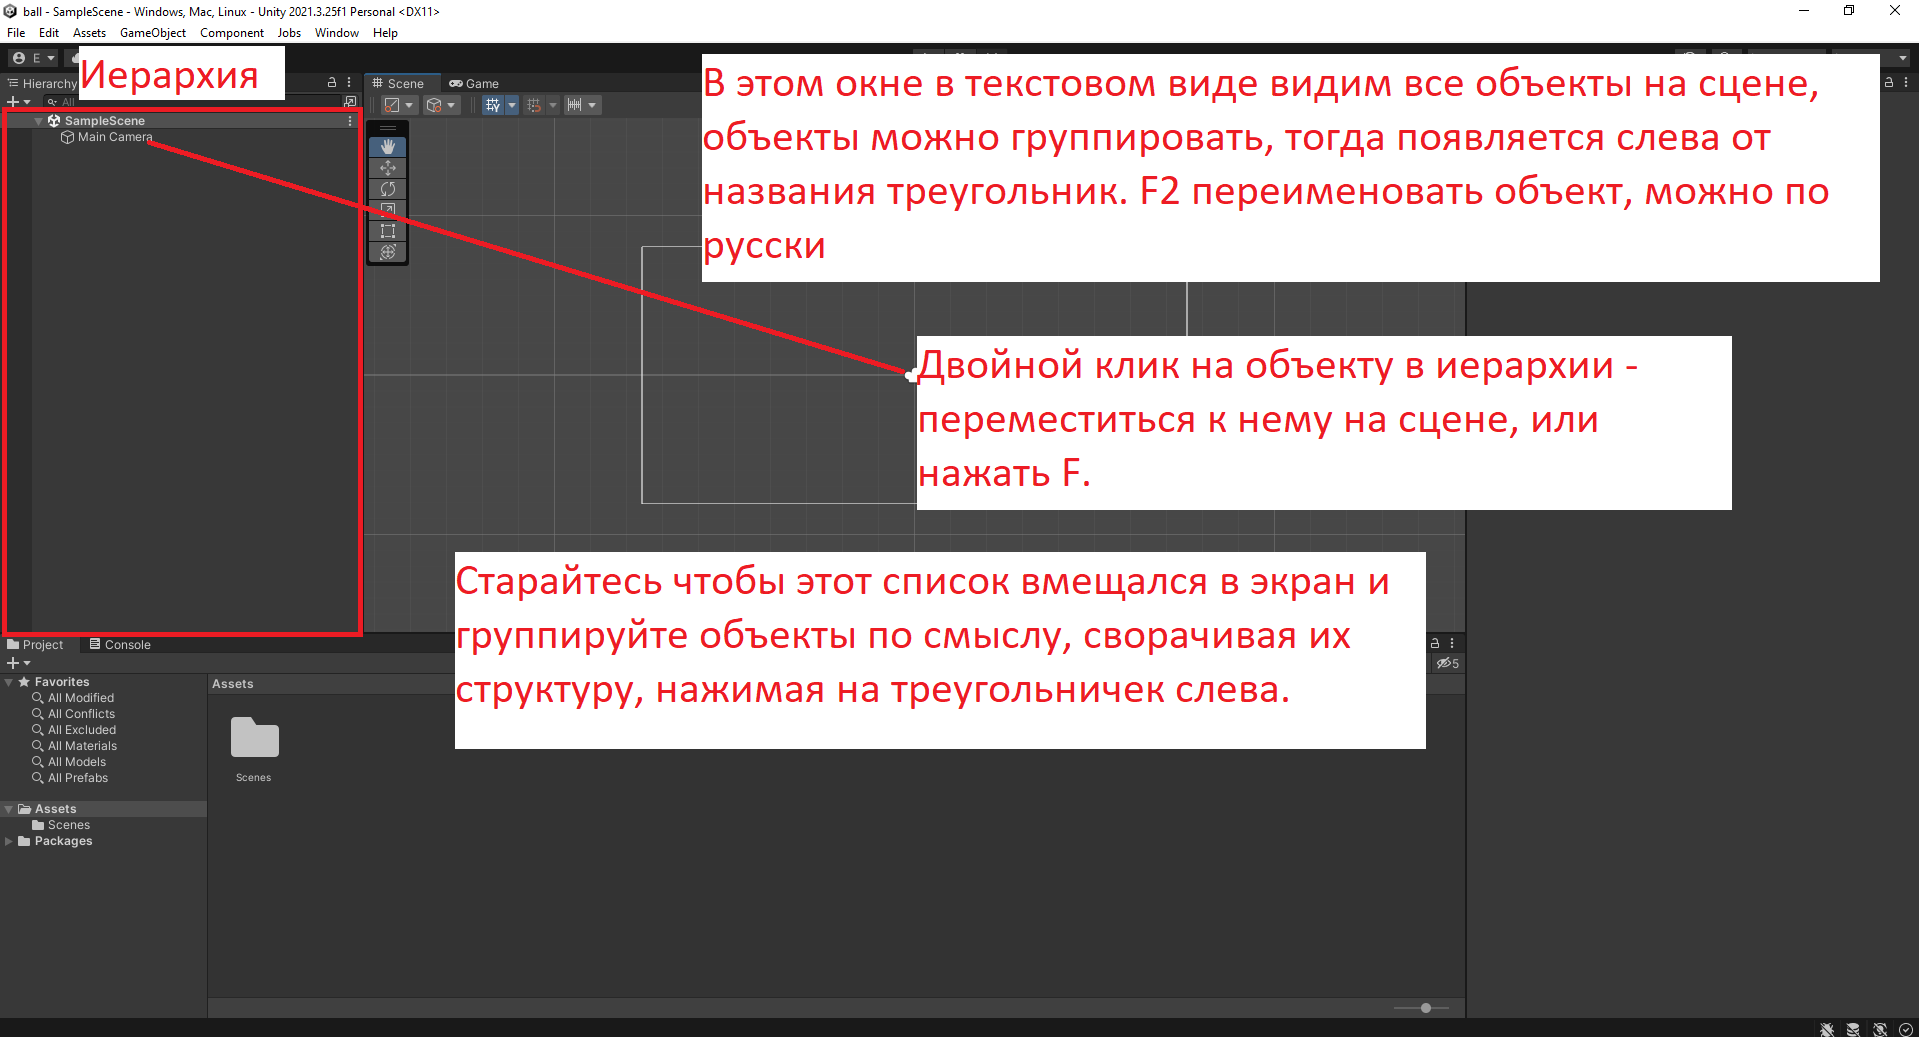 ball - SampleScene - Windows, Mac, Linux - Unity 2021.3.25f1 Personal <DX11>
File Edit Assets GameObject Component Jobs Window Help
E
Иерархия
Hierarchy
All
SampleScene
Main Camera
Scene Game
В этом окне в текстовом виде видим все объекты на сцене,
объекты можно группировать, тогда появляется слева от
названия треугольник. F2 переименовать объект, можно по
русски
Двойной клик на объекту в иерархии -
переместиться к нему на сцене, или
нажать F.
Старайтесь чтобы этот список вмещался в экран и
группируйте объекты по смыслу, сворачивая их
структуру, нажимая на треугольничек слева.
Project Console
5
Favorites
All Modified
All Conflicts
All Excluded
All Materials
All Models
All Prefabs
Assets
Scenes
Packages
Assets
Scenes